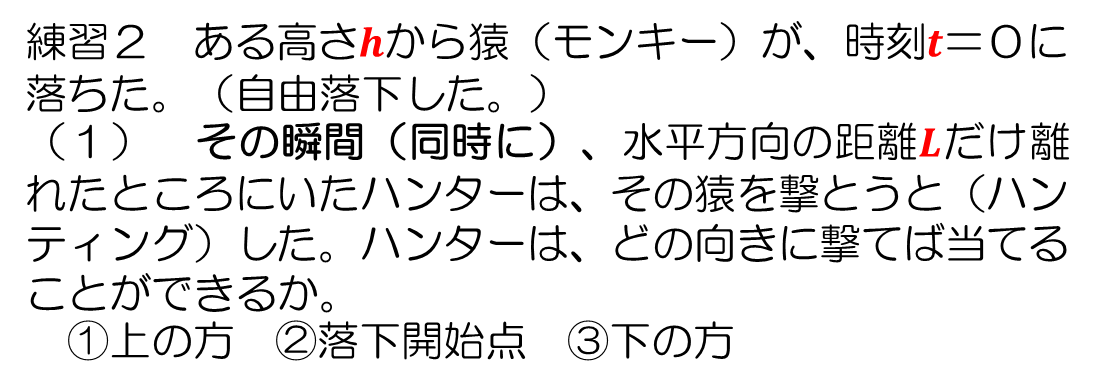 練習２　ある高さhから猿（モンキー）が、時刻t＝０に
落ちた。（自由落下した。）
（１）　その瞬間（同時に）、水平方向の距離Lだけ離
れたところにいたハンターは、その猿を撃とうと（ハン
ティング）した。ハンターは、どの向きに撃てば当てる
ことができるか。
①上の方　②落下開始点　③下の方